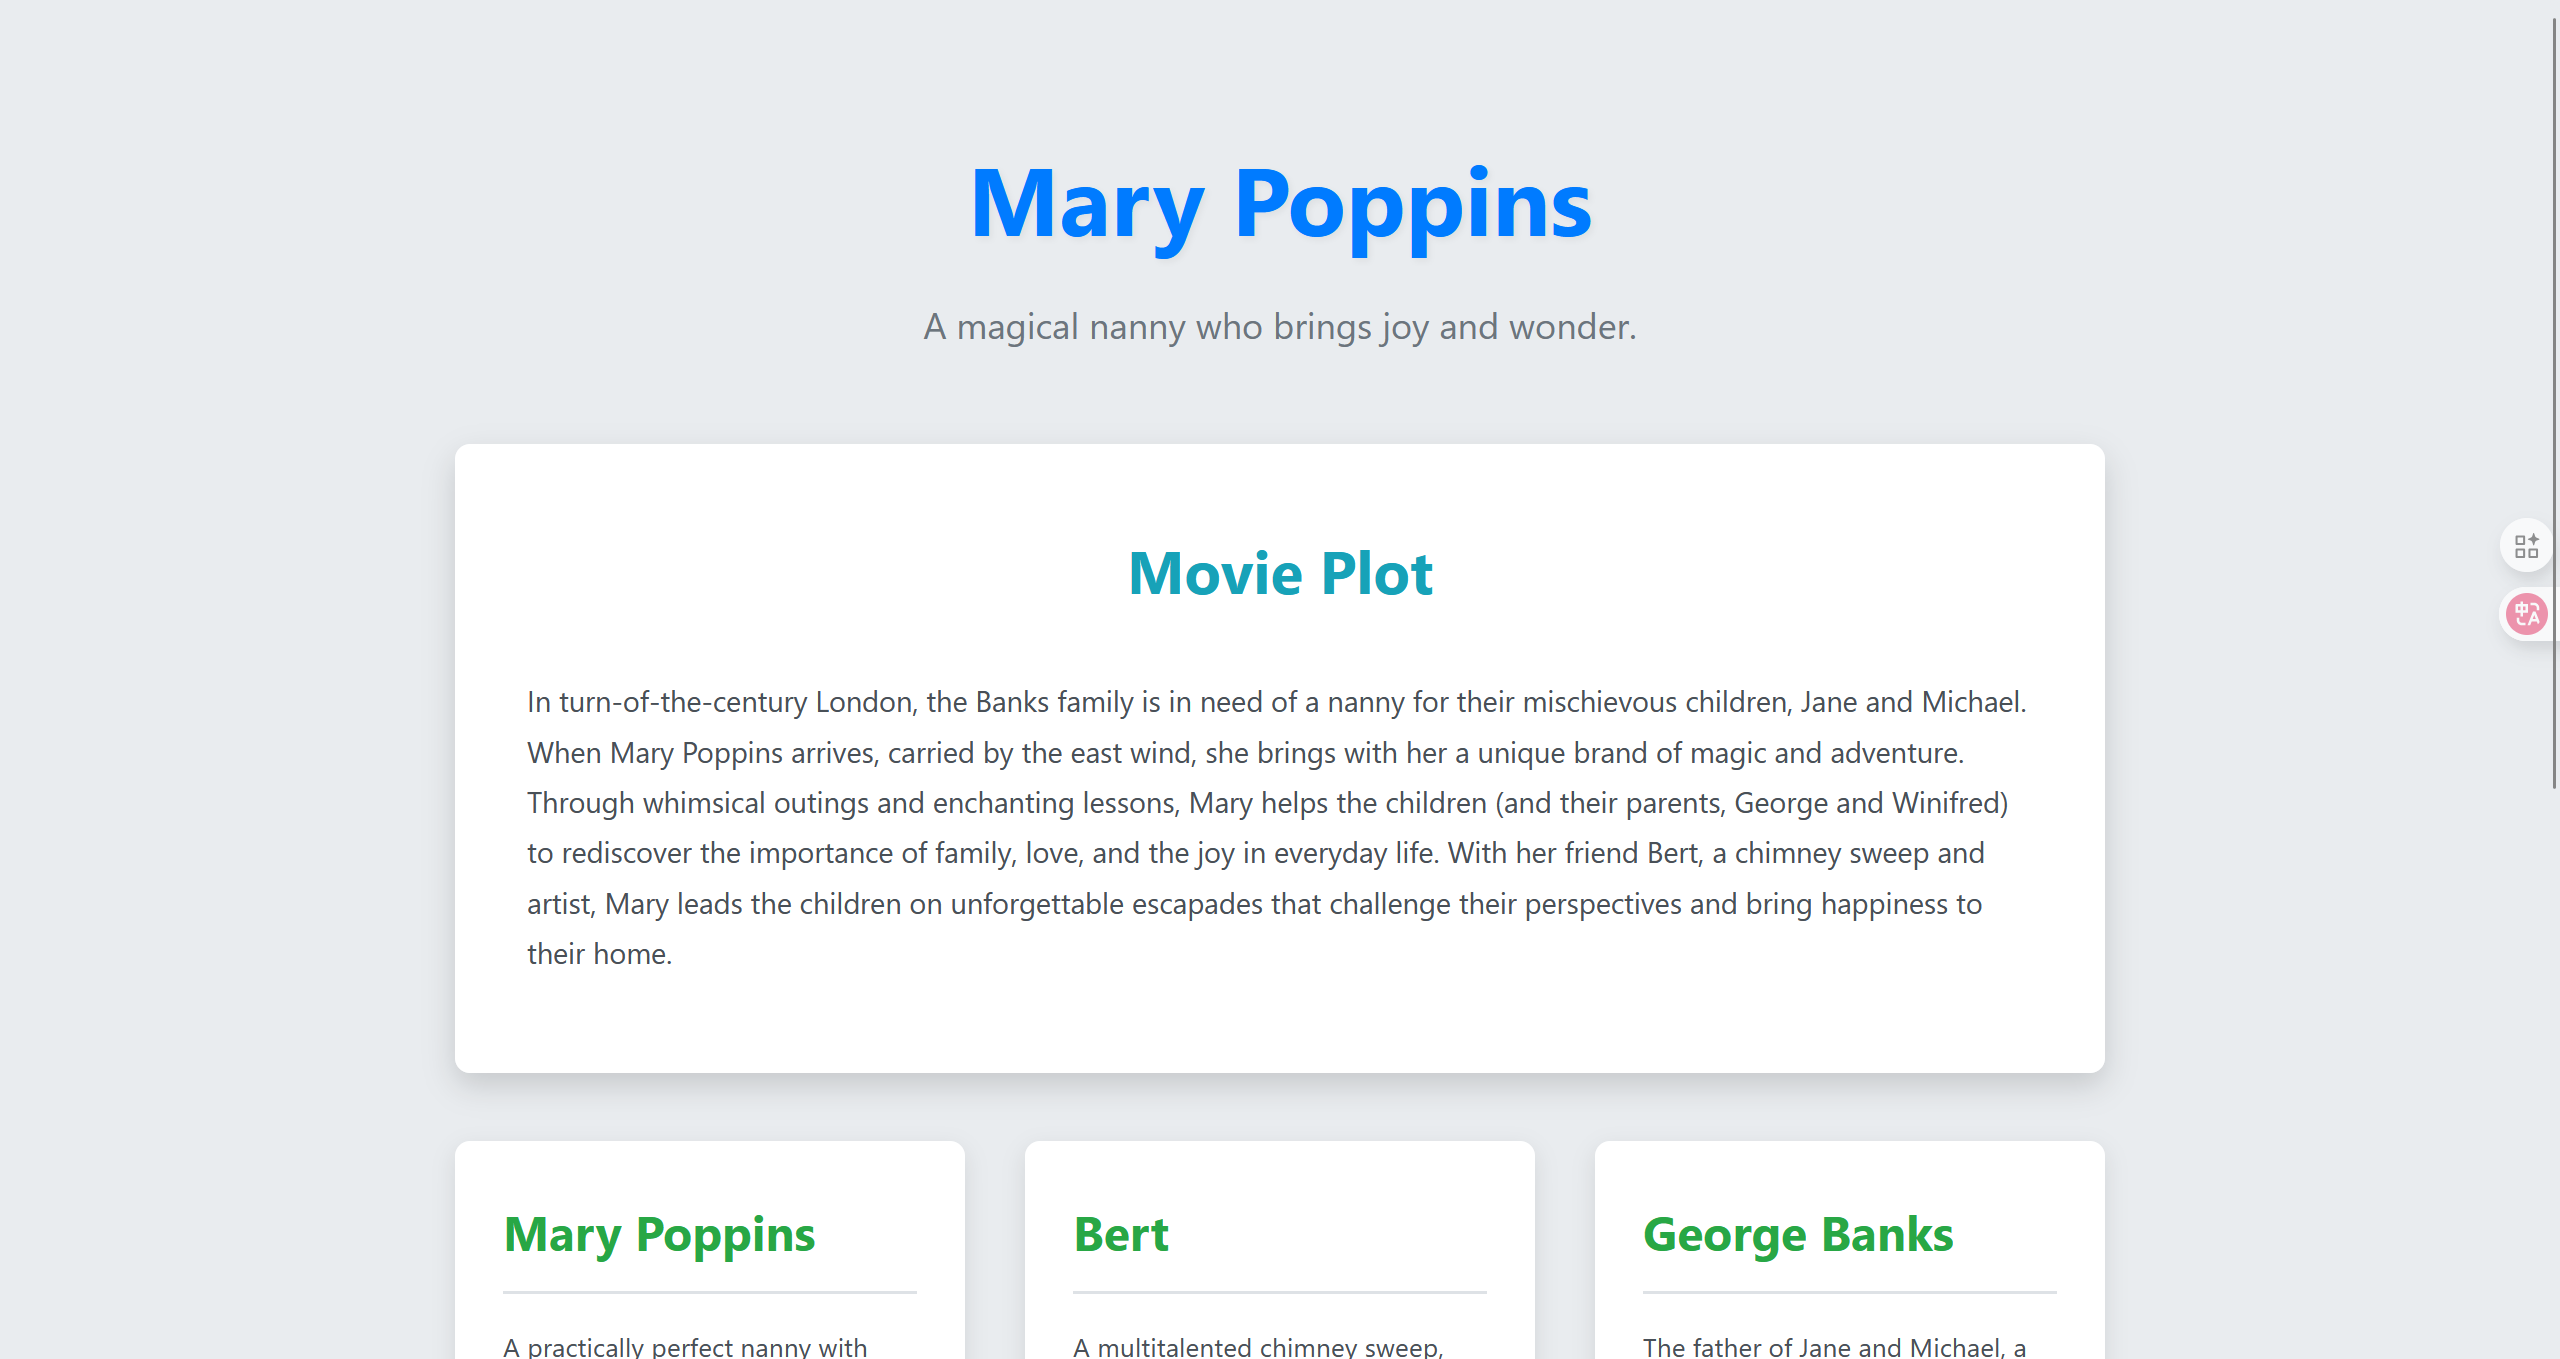 Mary Poppins
A magical nanny who brings joy and wonder.
Movie Plot
In turn-of-the-century London, the Banks family is in need of a nanny for their mischievous children, Jane and Michael.
When Mary Poppins arrives, carried by the east wind, she brings with her a unique brand of magic and adventure.
Through whimsical outings and enchanting lessons, Mary helps the children (and their parents, George and Winifred)
to rediscover the importance of family, love, and the joy in everyday life. With her friend Bert, a chimney sweep and
artist, Mary leads the children on unforgettable escapades that challenge their perspectives and bring happiness to
their home.
中A
Mary Poppins
A practically perfect nanny with
Bert
A multitalented chimney sweep,
George Banks
The father of Jane and Michael, a